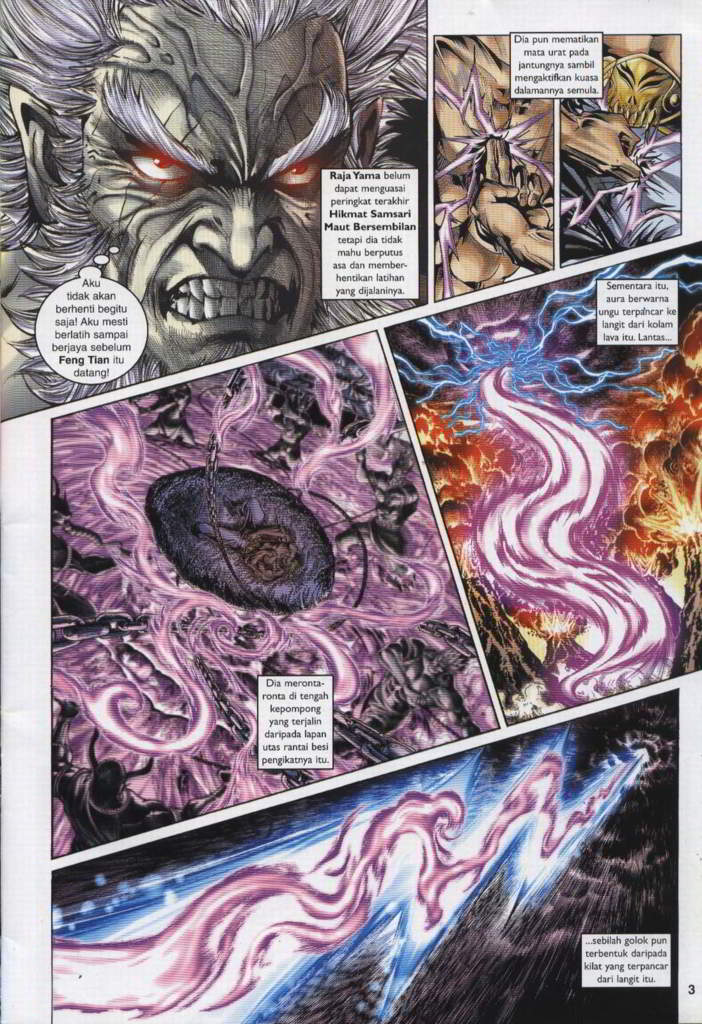 Raja Yama belum
dapat menguasai
peringkat terakhir
Hikmat Samsari
Maut Bersembilan
tetapi dia tidak
mahu berputus
asa dan member-
hentikan latihan
yang dijalaninya.
Aku
tidak akan
berhenti begitu
saja! Aku mesti
berlatih sampai
berjaya sebelum
Feng Tian itu
datang!
Dia pun mematikan
mata urat pada
jantungnya sambil
mengaktifkan kuasa
dalamannya semula.
Sementara itu,
aura berwarna
ungu terpancar ke
langit dari kolam
lava itu. Lantas...
Dia meronta-
ronta di tengah
kepompong
yang terjalin
daripada lapan
utas rantai besi
pengikatnya itu.
...sebilah golok pun
terbentuk daripada
kilat yang terpancar
dari langit itu.
3